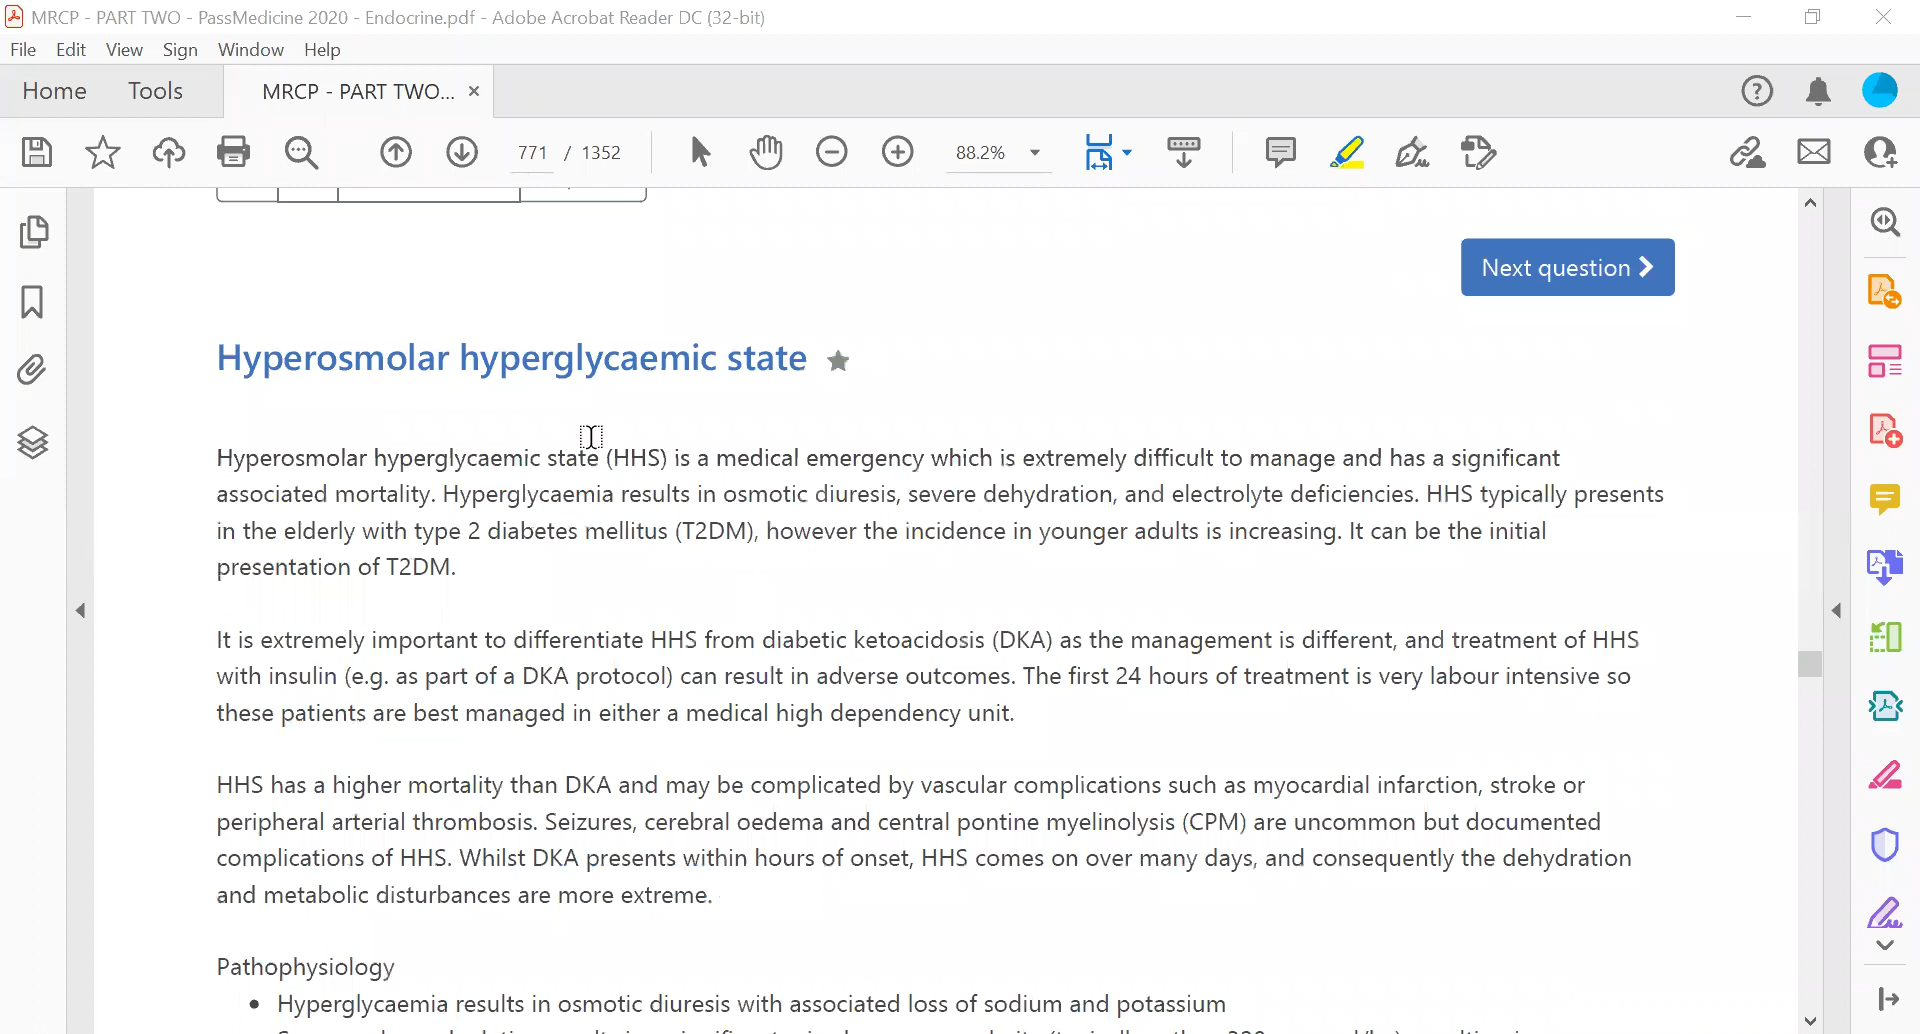 MRCP - PART TWO - PassMedicine 2020 - Endocrine.pdf - Adobe Acrobat Reader DC (32-bit)
File Edit View Sign Window Help
Home Tools MRCP - PART TWO... ×
771 / 1352 88.2%
Next question
Hyperosmolar hyperglycaemic state
Hyperosmolar hyperglycaemic state (HHS) is a medical emergency which is extremely difficult to manage and has a significant
associated mortality. Hyperglycaemia results in osmotic diuresis, severe dehydration, and electrolyte deficiencies. HHS typically presents
in the elderly with type 2 diabetes mellitus (T2DM), however the incidence in younger adults is increasing. It can be the initial
presentation of T2DM.
It is extremely important to differentiate HHS from diabetic ketoacidosis (DKA) as the management is different, and treatment of HHS
with insulin (e.g. as part of a DKA protocol) can result in adverse outcomes. The first 24 hours of treatment is very labour intensive so
these patients are best managed in either a medical high dependency unit.
HHS has a higher mortality than DKA and may be complicated by vascular complications such as myocardial infarction, stroke or
peripheral arterial thrombosis. Seizures, cerebral oedema and central pontine myelinolysis (CPM) are uncommon but documented
complications of HHS. Whilst DKA presents within hours of onset, HHS comes on over many days, and consequently the dehydration
and metabolic disturbances are more extreme.
Pathophysiology
• Hyperglycaemia results in osmotic diuresis with associated loss of sodium and potassium